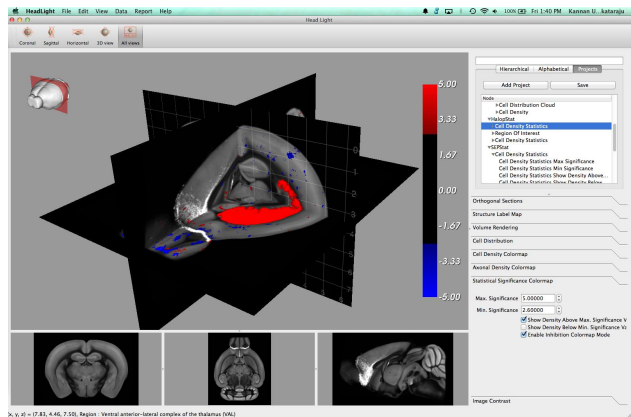 HeadLight File Edit View Data Report Help
100% Fri 1:40 PM Kannan U...kataraju
Head Light
Coronal Sagittal Horizontal 3D view All views
Hierarchical Alphabetical Projects
Add Project Save
Node
Cell Distribution Cloud
Cell Density
HalopStat
Cell Density Statistics
Region Of Interest
Cell Density Statistics
SEPStat
Cell Density Statistics
Cell Density Statistics Max Significance
Cell Density Statistics Min Significance
Cell Density Statistics Show Density Above...
Cell Density Statistics Show Density Below
5.00
3.33
1.67
0.00
-1.67
-3.33
-5.00
Orthogonal Sections
Structure Label Map
Volume Rendering
Cell Distribution
Cell Density Colormap
Axonal Density Colormap
Statistical Significance Colormap
Max. Significance 5.00000
Min. Significance 2.60000
Show Density Above Max. Significance V
Show Density Below Min. Significance Va
Enable Inhibition Colormap Mode
Image Contrast
(x, y, z) = (7.83, 4.46, 7.50), Region : Ventral anterior-lateral complex of the thalamus (VAL)